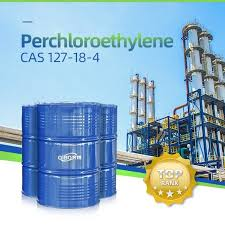 Perchloroethylene
CAS 127-18-4
TOP
RANK